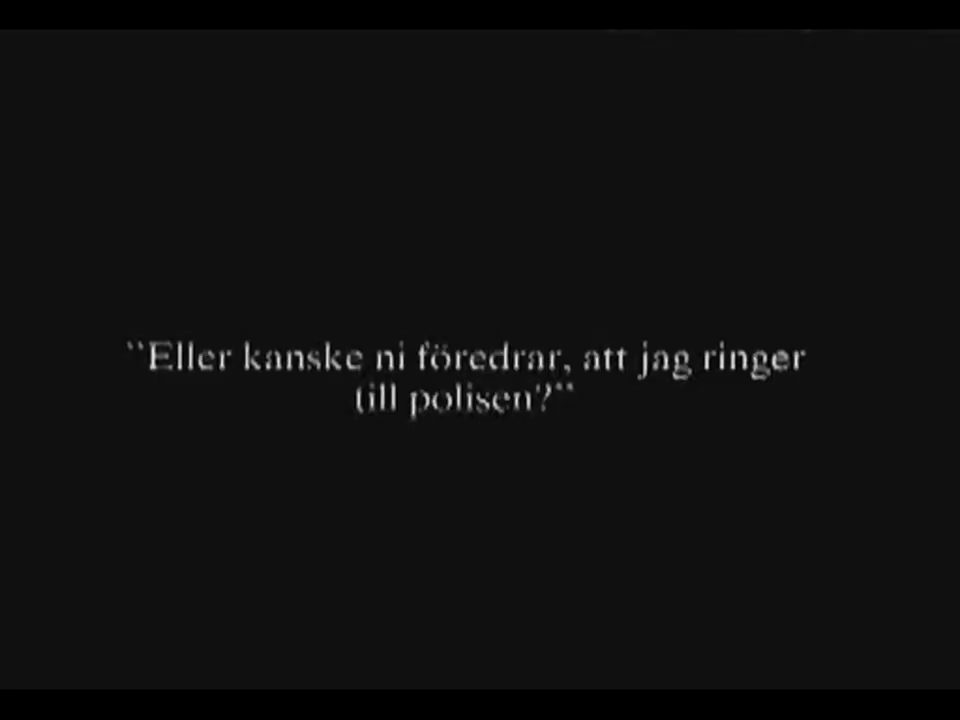 ``Eller kanske ni föredrar, att jag ringer
till polisen?``